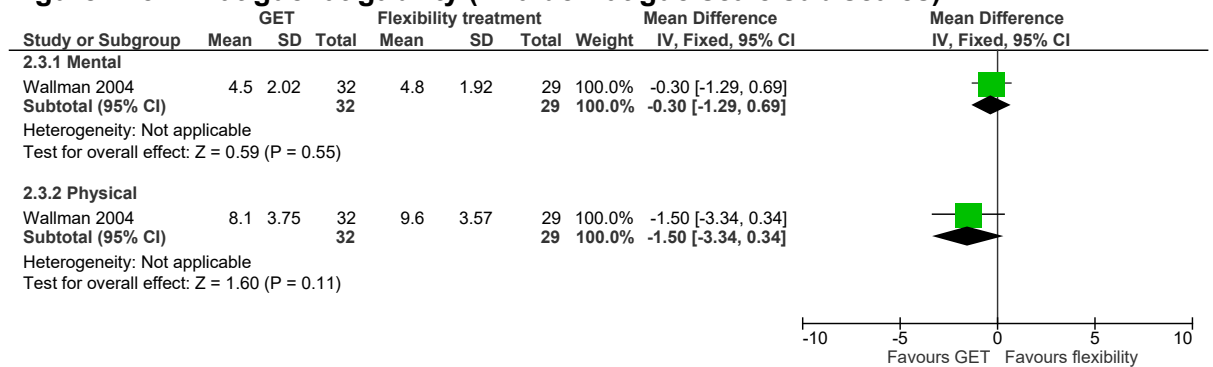 GET Flexibility treatment Mean Difference Mean Difference
Study or Subgroup Mean SD Total Mean SD Total Weight IV, Fixed, 95% CI IV, Fixed, 95% CI
2.3.1 Mental
Wallman 2004 4.5 2.02 32 4.8 1.92 29 100.0% -0.30 [-1.29, 0.69]
Subtotal (95% CI) 32 29 100.0% -0.30 [-1.29, 0.69]
Heterogeneity: Not applicable
Test for overall effect: Z = 0.59 (P = 0.55)
2.3.2 Physical
Wallman 2004 8.1 3.75 32 9.6 3.57 29 100.0% -1.50 [-3.34, 0.34]
Subtotal (95% CI) 32 29 100.0% -1.50 [-3.34, 0.34]
Heterogeneity: Not applicable
Test for overall effect: Z = 1.60 (P = 0.11)
-10 -5 0 5 10
Favours GET Favours flexibility